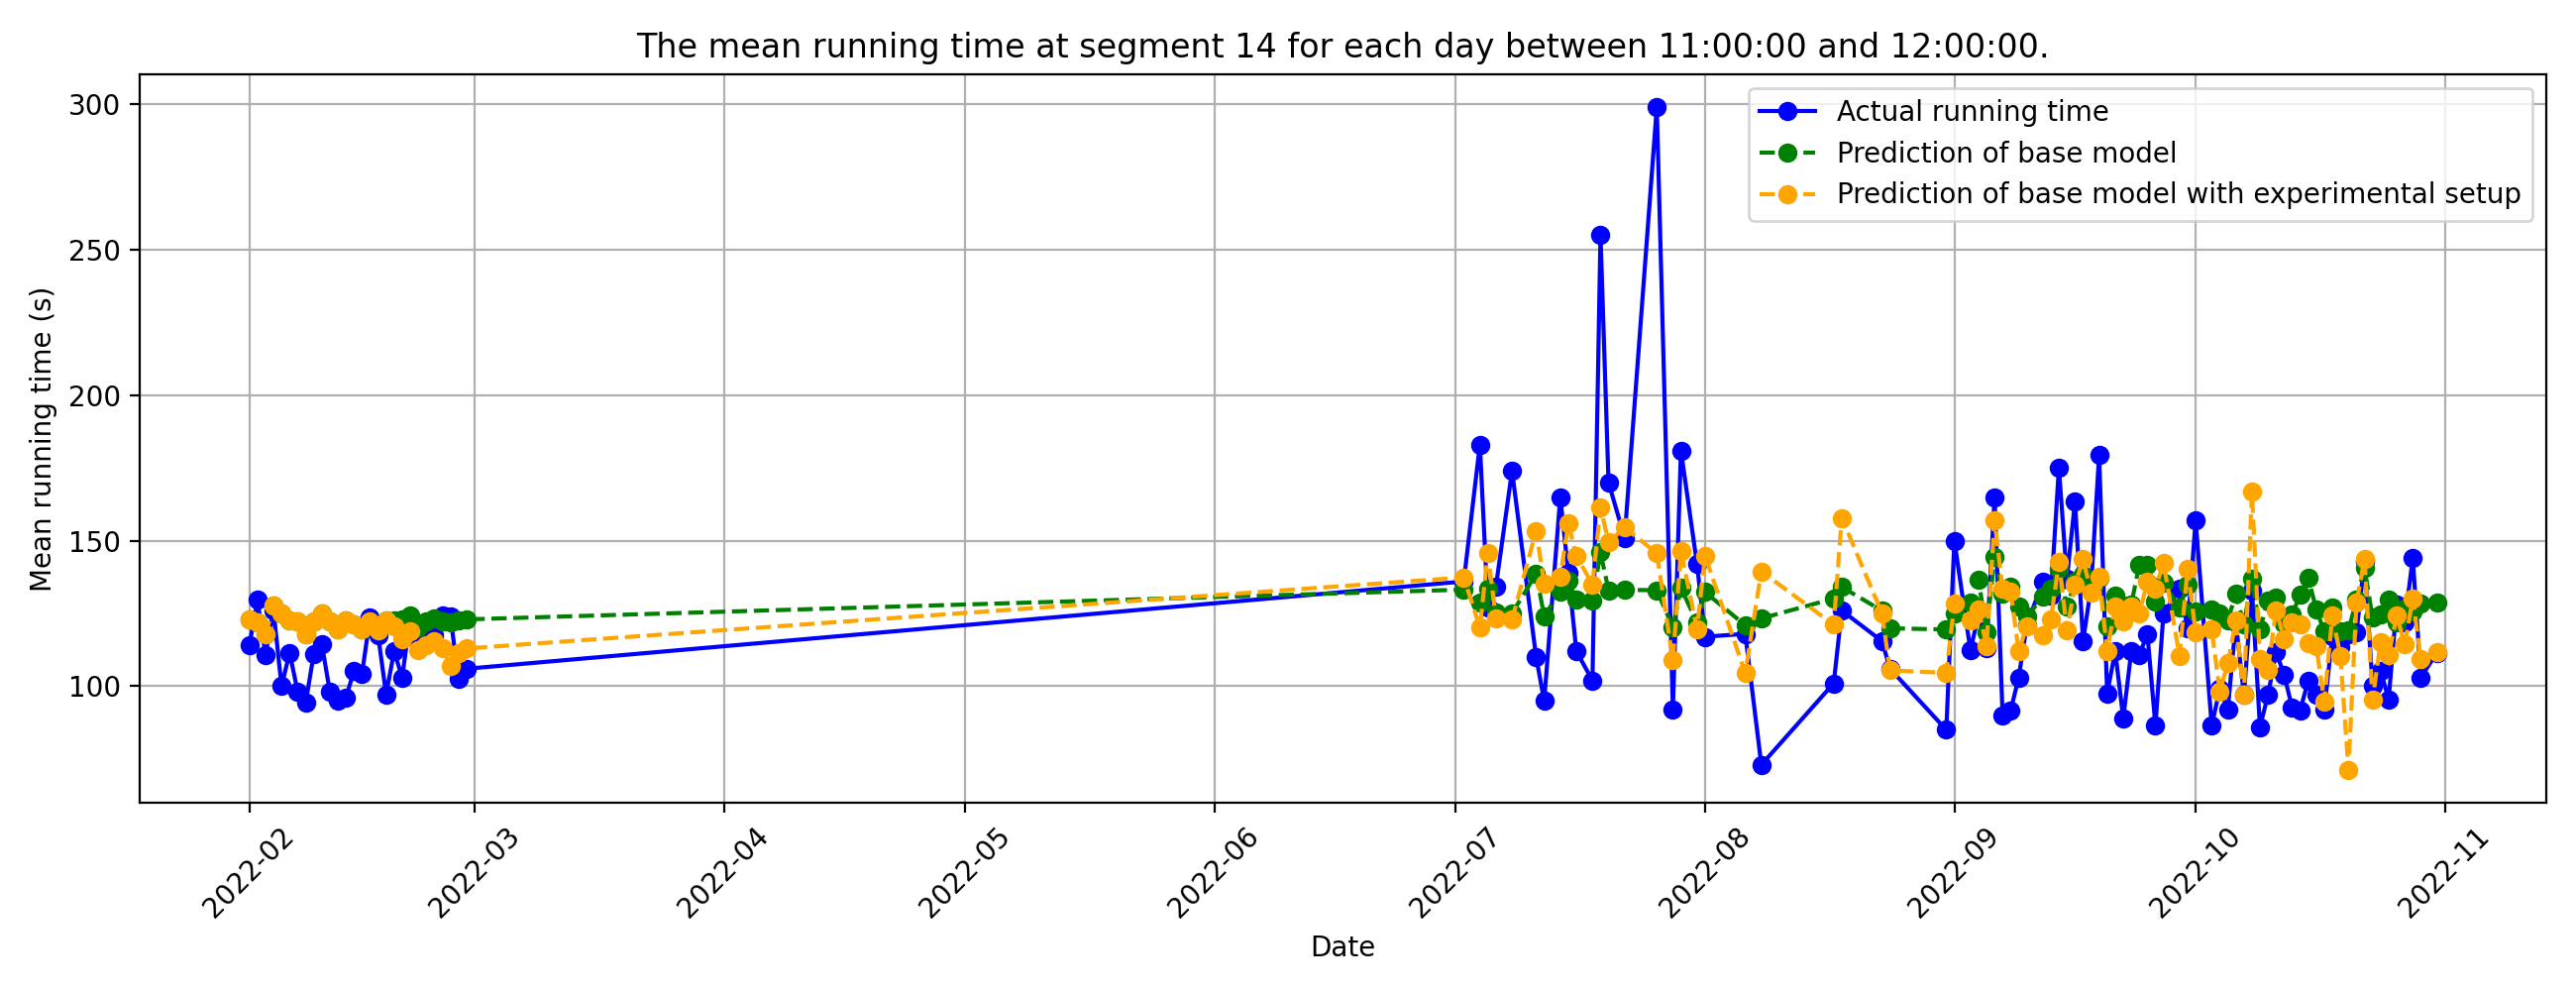 The mean running time at segment 14 for each day between 11:00:00 and 12:00:00.
Actual running time
Prediction of base model
Prediction of base model with experimental setup
Mean running time (s)
300
250
200
150
100
2022-02
2022-03
2022-04
2022-05
2022-06
2022-07
2022-08
2022-09
2022-10
2022-11
Date